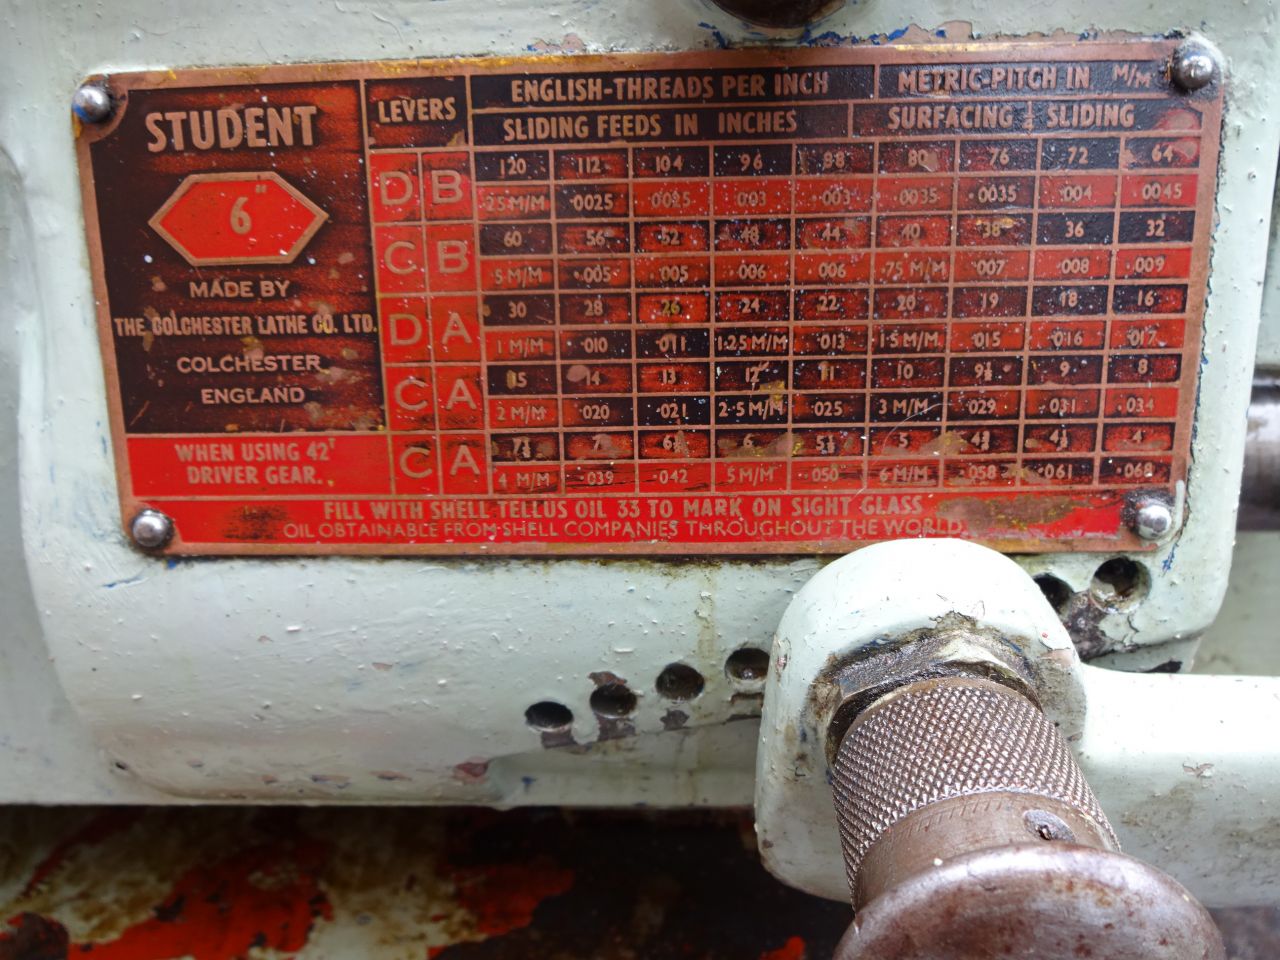 STUDENT
6"
MADE BY
THE COLCHESTER LATHE CO. LTD.
COLCHESTER
ENGLAND
WHEN USING 42T
DRIVER GEAR.
LEVERS
ENGLISH-THREADS PER INCH
METRIC-PITCH IN M/M
SLIDING FEEDS IN INCHES
SURFACING ½ SLIDING
D B
120 112 104 96 88 80 76 72 64
.25 M/M .0025 .0025 .003 .003 .0035 .0035 .004 .0045
C B
60 56 52 48 44 40 38 36 32
.5 M/M .005 .005 .006 .006 .75 M/M .007 .008 .009
D A
30 28 26 24 22 20 19 18 16
1 M/M .010 .011 1.25 M/M .013 1.5 M/M .015 .016 .017
C A
15 14 13 12 11 10 9½ 9 8
2 M/M .020 .021 2.5 M/M .025 3 M/M .029 .031 .034
C A
7½ 7 6½ 6 5½ 5 4¾ 4½ 4
4 M/M .039 .042 5 M/M .050 6 M/M .058 .061 .068
FILL WITH SHELL TELLUS OIL 33 TO MARK ON SIGHT GLASS
OIL OBTAINABLE FROM SHELL COMPANIES THROUGHOUT THE WORLD.